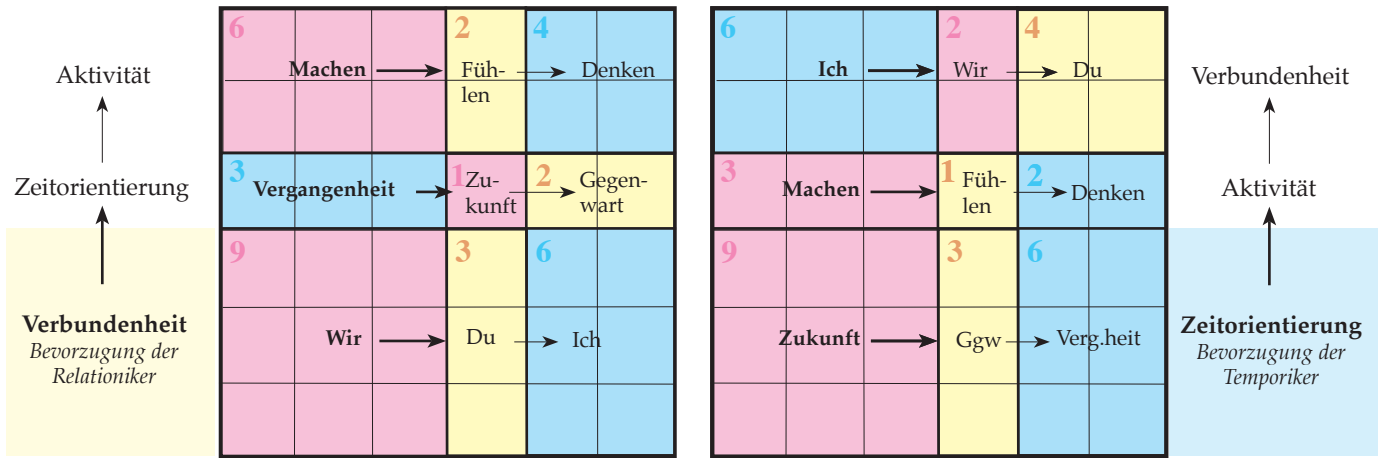 6 2 4
Machen Füh-
len Denken
Aktivität
3 1 2
Vergangenheit Zu-
kunft Gegen-
wart
Zeitorientierung
9 3 6
Wir Du Ich
Verbundenheit
Bevorzugung der
Relationiker
6 2 4
Ich Wir Du
Verbundenheit
3 1 2
Machen Füh-
len Denken
Aktivität
9 3 6
Zukunft Ggw Verg.heit
Zeitorientierung
Bevorzugung der
Temporiker